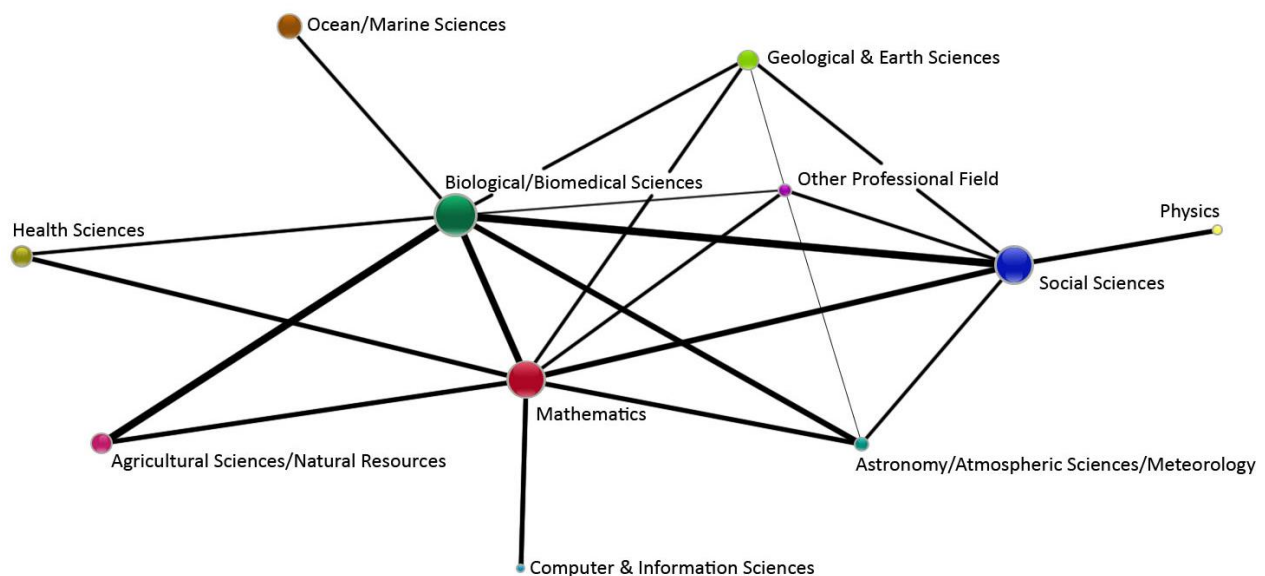 Ocean/Marine Sciences
Geological & Earth Sciences
Biological/Biomedical Sciences
Other Professional Field
Health Sciences
Physics
Social Sciences
Mathematics
Agricultural Sciences/Natural Resources
Astronomy/Atmospheric Sciences/Meteorology
Computer & Information Sciences